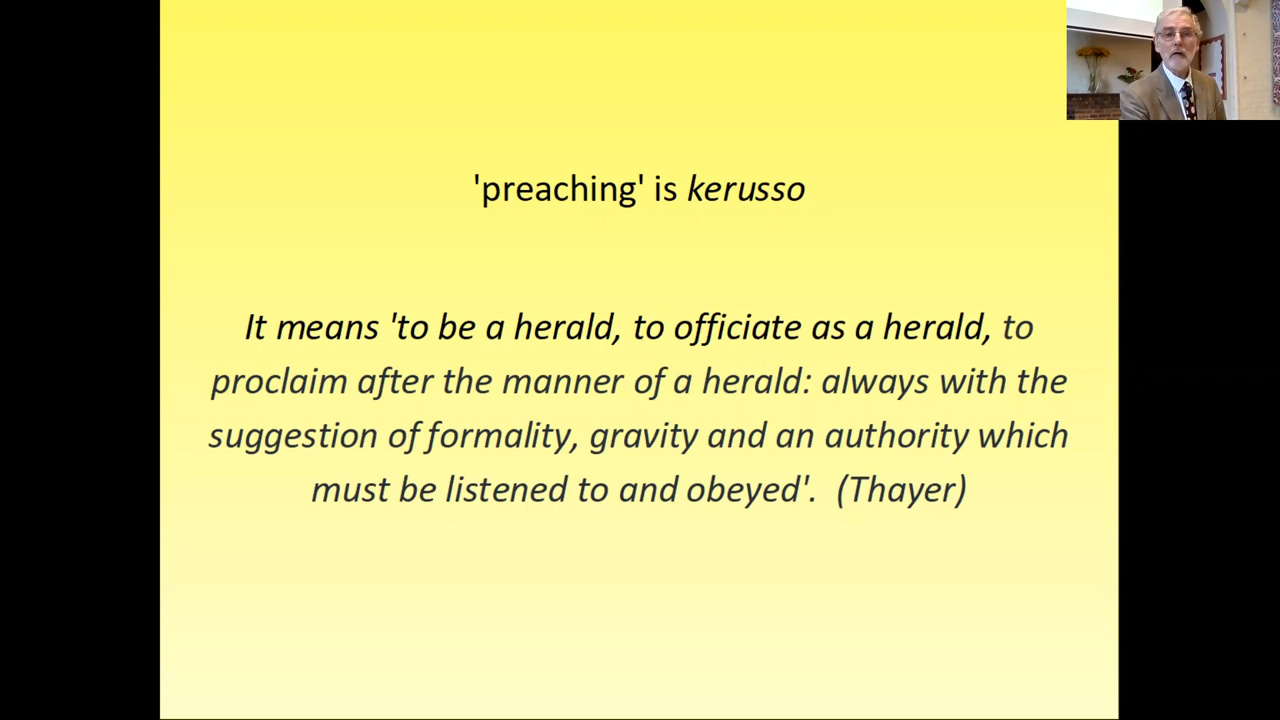 'preaching' is kerusso
It means 'to be a herald, to officiate as a herald, to
proclaim after the manner of a herald: always with the
suggestion of formality, gravity and an authority which
must be listened to and obeyed'.  (Thayer)